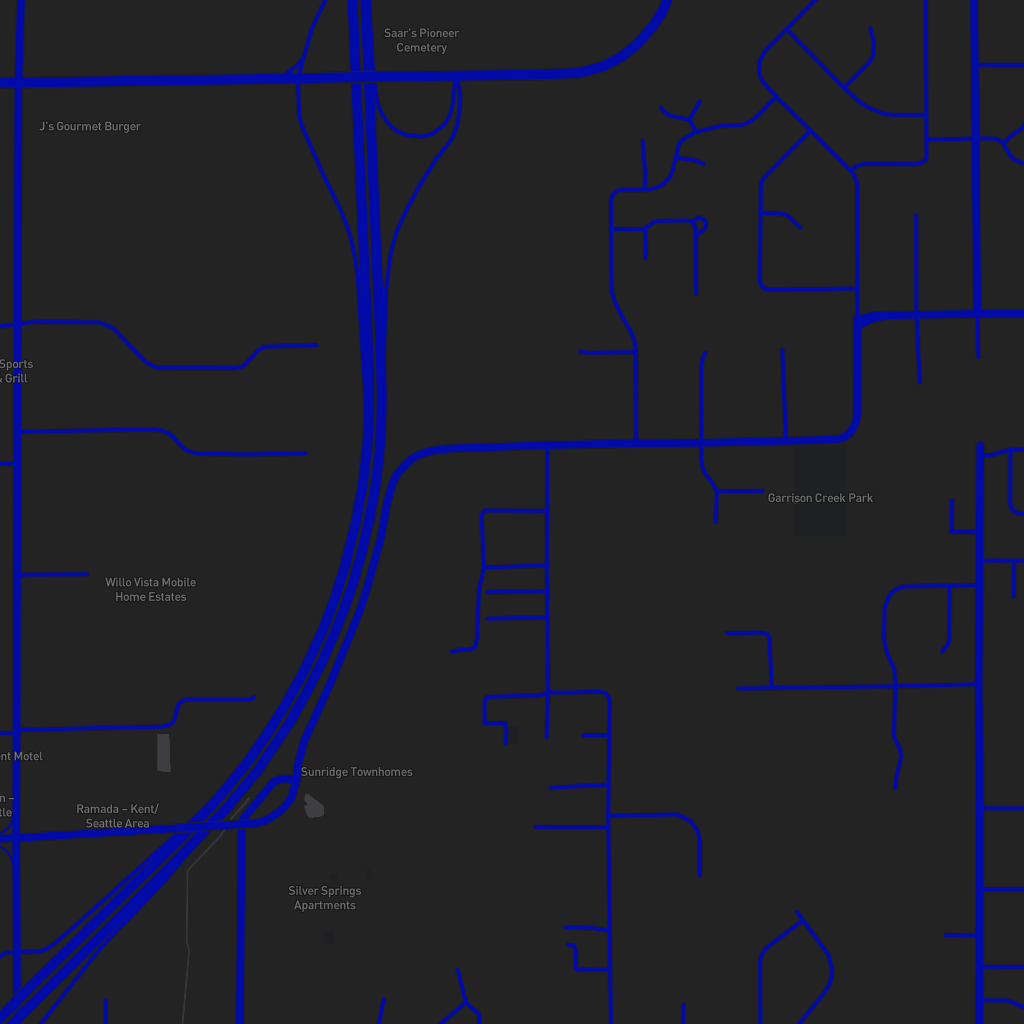 Saar's Pioneer
Cemetery
J's Gourmet Burger
Sports
& Grill
Garrison Creek Park
Willo Vista Mobile
Home Estates
nt Motel
Sunridge Townhomes
n –
tle
Ramada – Kent/
Seattle Area
Silver Springs
Apartments